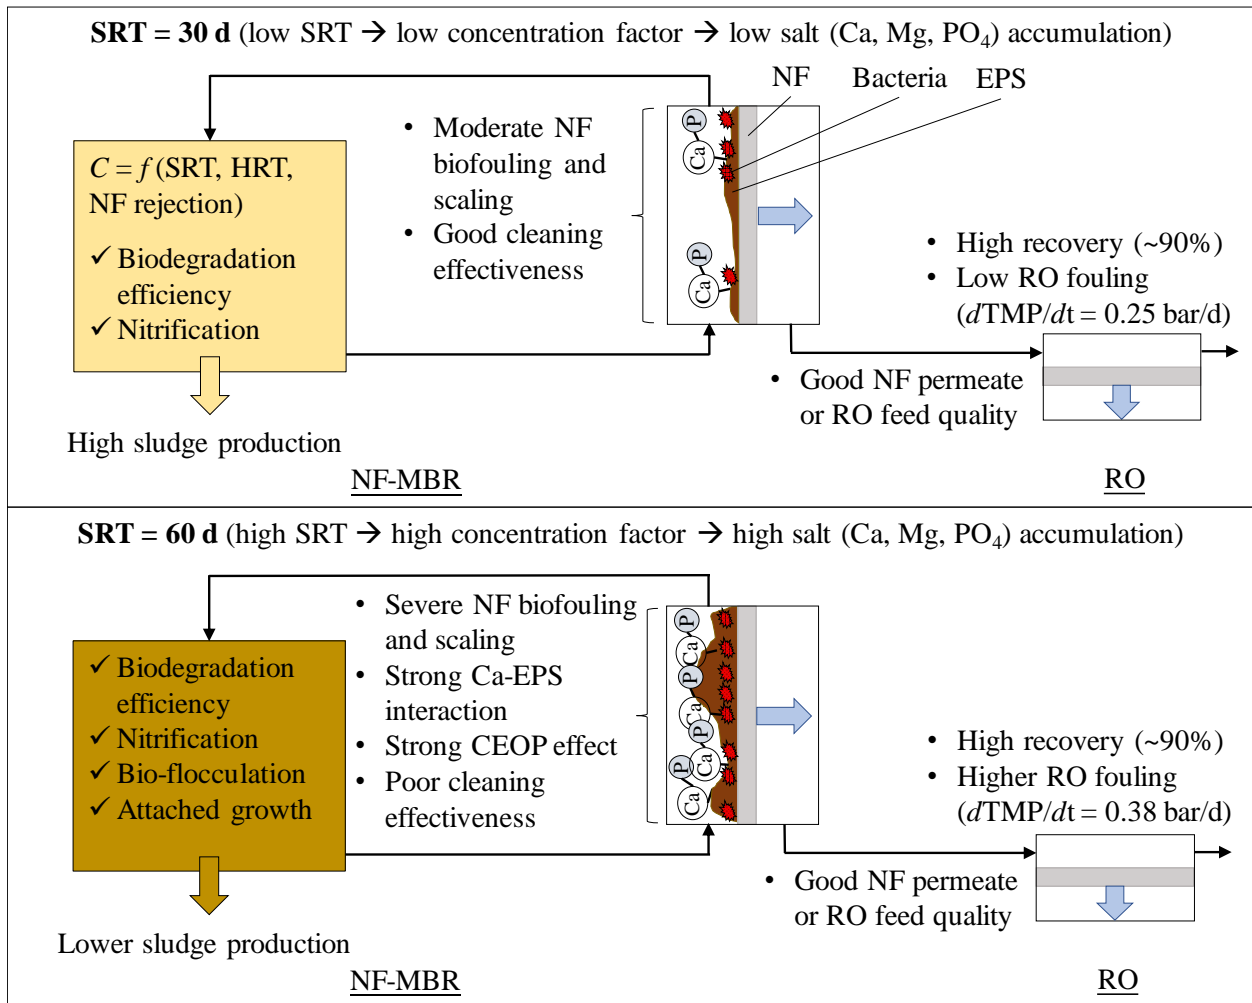 SRT = 30 d (low SRT → low concentration factor → low salt (Ca, Mg, PO₄) accumulation)
NF
Bacteria
EPS
C = f (SRT, HRT,
NF rejection)
✓ Biodegradation
efficiency
✓ Nitrification
• Moderate NF
biofouling and
scaling
• Good cleaning
effectiveness
P
Ca
P
Ca
• High recovery (~90%)
• Low RO fouling
(dTMP/dt = 0.25 bar/d)
• Good NF permeate
or RO feed quality
High sludge production
NF-MBR
RO
SRT = 60 d (high SRT → high concentration factor → high salt (Ca, Mg, PO₄) accumulation)
✓ Biodegradation
efficiency
✓ Nitrification
✓ Bio-flocculation
✓ Attached growth
• Severe NF biofouling
and scaling
• Strong Ca-EPS
interaction
• Strong CEOP effect
• Poor cleaning
effectiveness
P
Ca
P
Ca
P
Ca
P
Ca
• High recovery (~90%)
• Higher RO fouling
(dTMP/dt = 0.38 bar/d)
• Good NF permeate
or RO feed quality
Lower sludge production
NF-MBR
RO